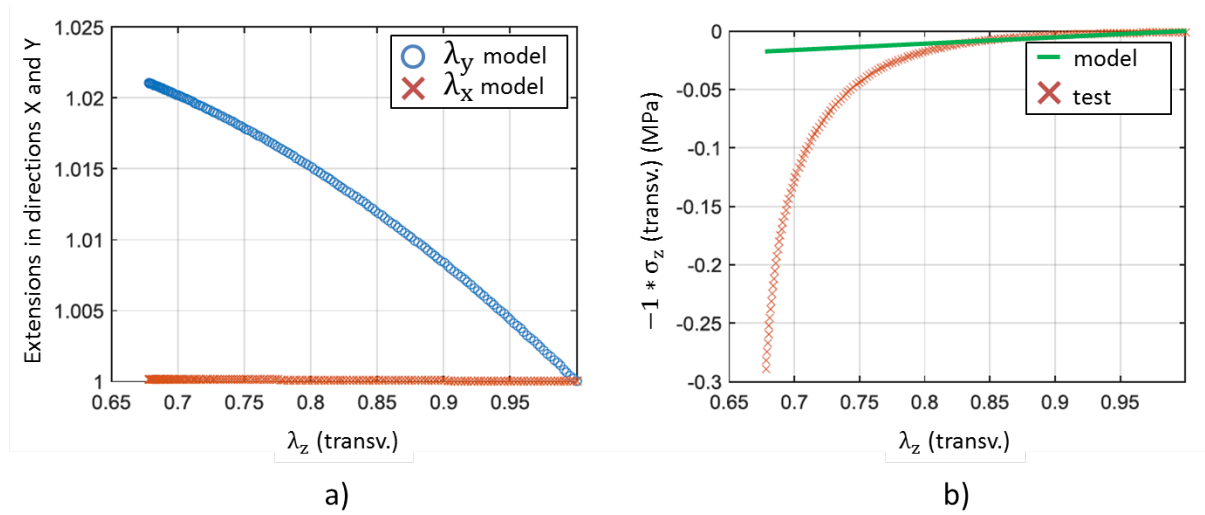 Extensions in directions X and Y
1.025
1.02
1.015
1.01
1.005
1
0.65 0.7 0.75 0.8 0.85 0.9 0.95
λy model
λx model
λz (transv.)
a)
−1 * σz (transv.) (MPa)
0
-0.05
-0.1
-0.15
-0.2
-0.25
-0.3
0.65 0.7 0.75 0.8 0.85 0.9 0.95
model
test
λz (transv.)
b)